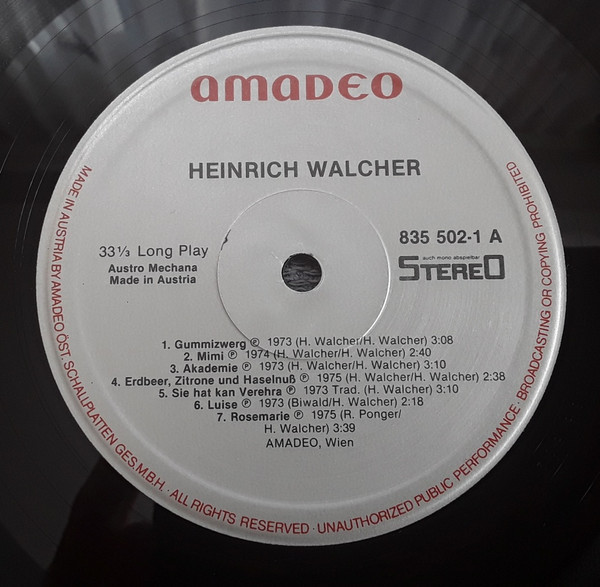 amadeo
HEINRICH WALCHER
33 1/3 Long Play
Austro Mechana
Made in Austria
835 502-1 A
auch mono abspielbar
STEREO
1. Gummizwerg ℗ 1973 (H. Walcher/H. Walcher) 3:08
2. Mimi ℗ 1974 (H. Walcher/H. Walcher) 2:40
3. Akademie ℗ 1973 (H. Walcher/H. Walcher) 3:10
4. Erdbeer, Zitrone und Haselnuß ℗ 1975 (H. Walcher/H. Walcher) 2:38
5. Sie hat kan Verehra ℗ 1973 Trad. (H. Walcher) 3:10
6. Luise ℗ 1973 (Biwald/H. Walcher) 2:18
7. Rosemarie ℗ 1975 (R. Ponger/
H. Walcher) 3:39
AMADEO, Wien
MADE IN AUSTRIA BY AMADEO ÖST. SCHALLPLATTEN GES.M.B.H. · ALL RIGHTS RESERVED · UNAUTHORIZED PUBLIC PERFORMANCE BROADCASTING OR COPYING PROHIBITED